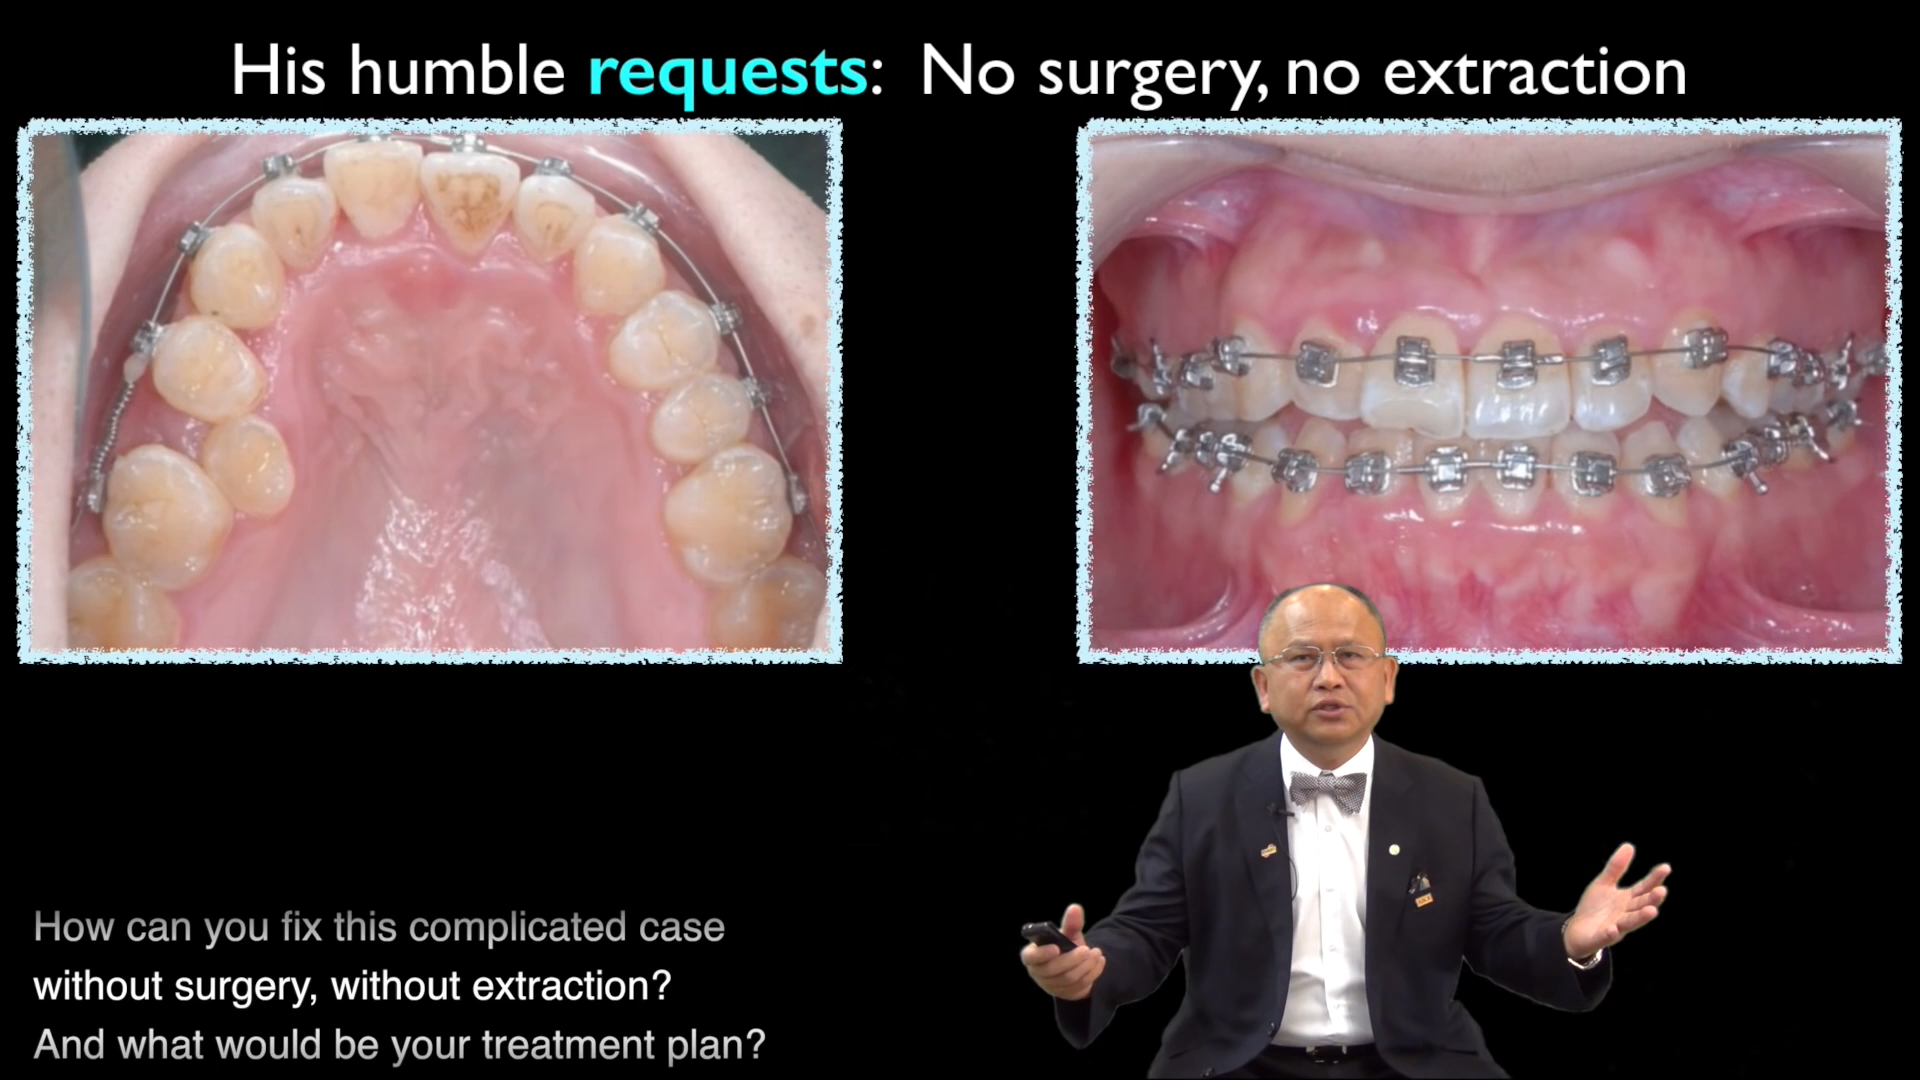 His humble requests: No surgery, no extraction
How can you fix this complicated case
without surgery, without extraction?
And what would be your treatment plan?